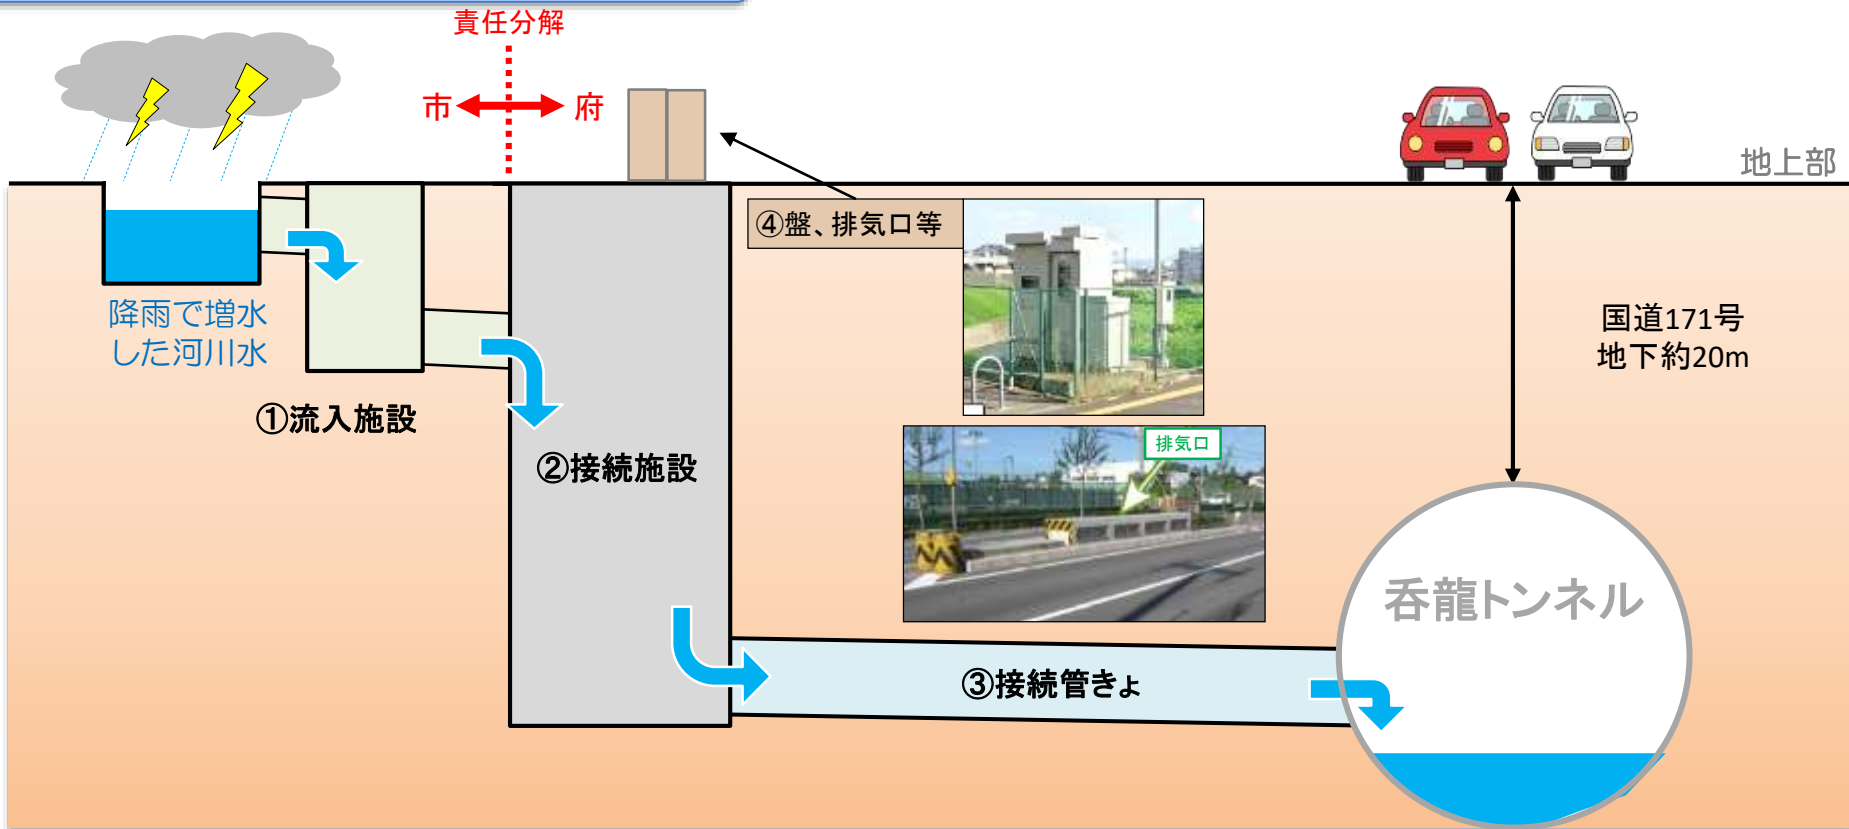 責任分解
市
府
地上部
④盤、排気口等
降雨で増水
した河川水
国道171号
地下約20m
①流入施設
排気口
②接続施設
呑龍トンネル
③接続管きょ